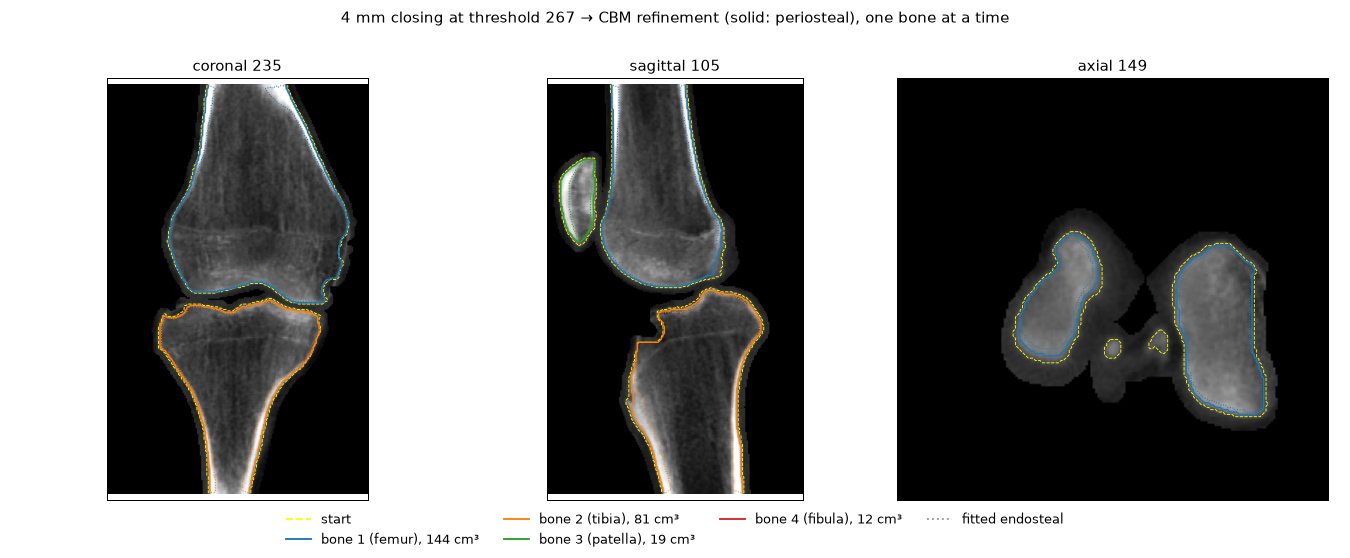 4 mm closing at threshold 267 → CBM refinement (solid: periosteal), one bone at a time
coronal 235
sagittal 105
axial 149
start
bone 1 (femur), 144 cm³
bone 2 (tibia), 81 cm³
bone 3 (patella), 19 cm³
bone 4 (fibula), 12 cm³
fitted endosteal